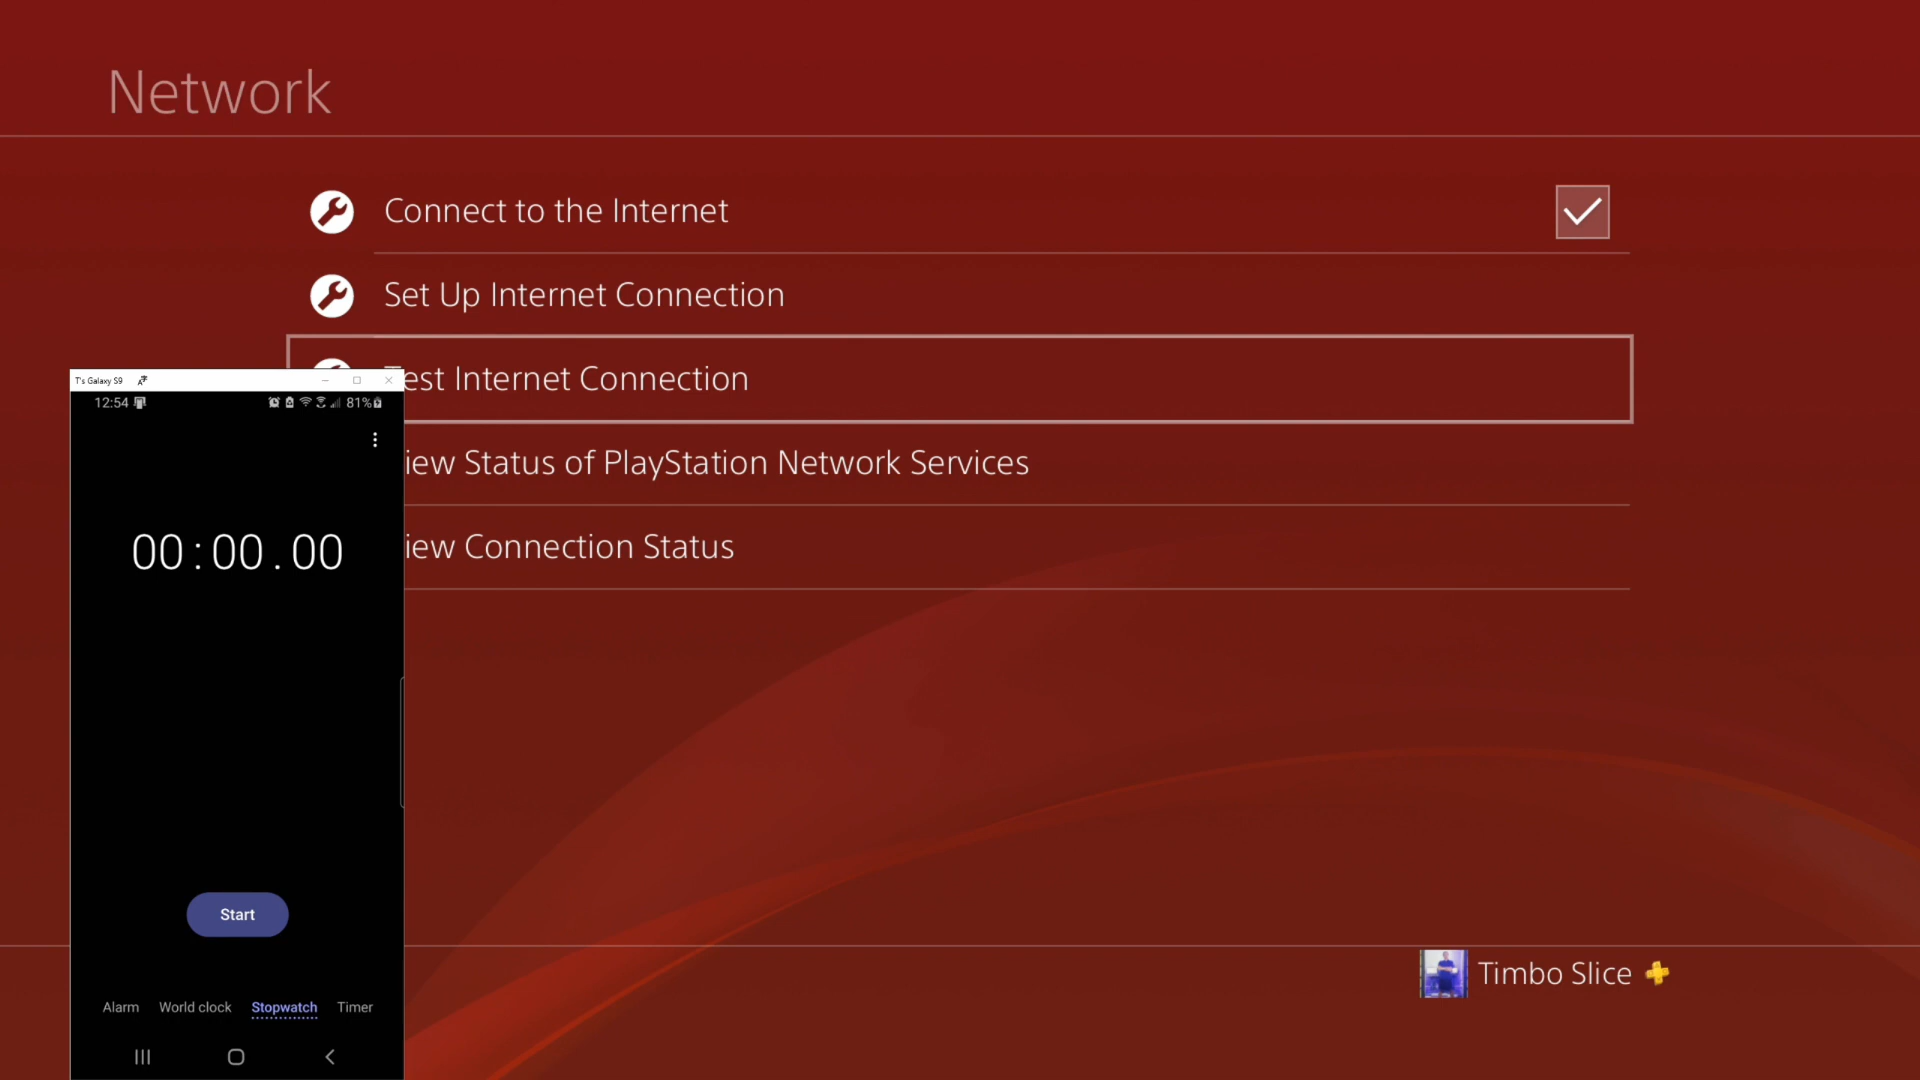 Network
Connect to the Internet
Set Up Internet Connection
Test Internet Connection
iew Status of PlayStation Network Services
iew Connection Status
T's Galaxy S9
12:54
81%
00:00.00
Start
Alarm World clock Stopwatch Timer
Timbo Slice